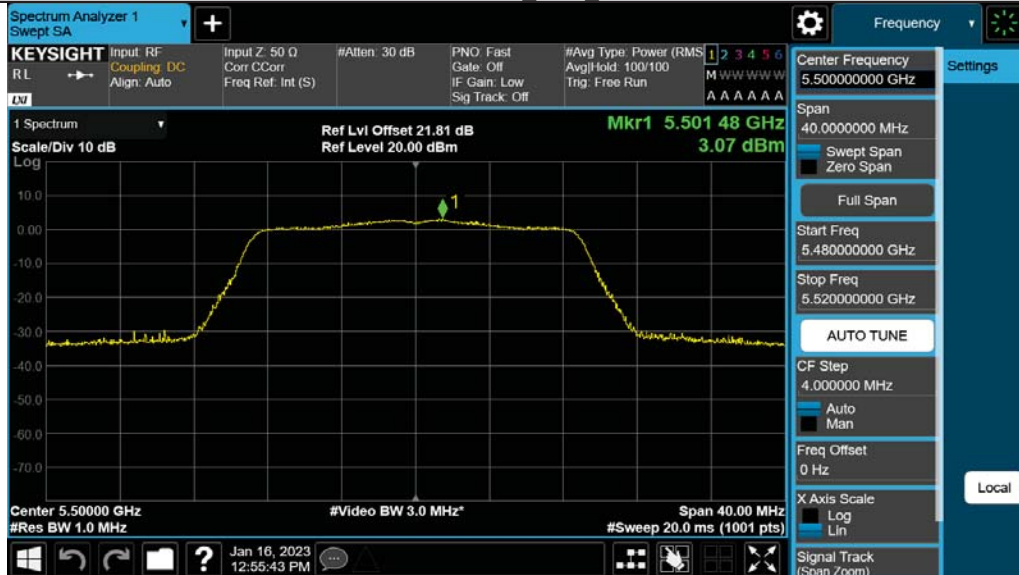 Spectrum Analyzer 1
Swept SA
+
Frequency
KEYSIGHT
RL
LXI
Input: RF
Coupling: DC
Align: Auto
Input Z: 50 Ω
Corr CCorr
Freq Ref: Int (S)
#Atten: 30 dB
PNO: Fast
Gate: Off
IF Gain: Low
Sig Track: Off
#Avg Type: Power (RMS
Avg|Hold: 100/100
Trig: Free Run
1 2 3 4 5 6
M W W W W W
A A A A A A
1 Spectrum
Scale/Div 10 dB
Log
Ref Lvl Offset 21.81 dB
Ref Level 20.00 dBm
Mkr1 5.501 48 GHz
3.07 dBm
1
10.0
0.00
-10.0
-20.0
-30.0
-40.0
-50.0
-60.0
-70.0
Center 5.50000 GHz
#Res BW 1.0 MHz
#Video BW 3.0 MHz*
Span 40.00 MHz
#Sweep 20.0 ms (1001 pts)
Center Frequency
5.500000000 GHz
Span
40.0000000 MHz
Swept Span
Zero Span
Full Span
Start Freq
5.480000000 GHz
Stop Freq
5.520000000 GHz
AUTO TUNE
CF Step
4.000000 MHz
Auto
Man
Freq Offset
0 Hz
X Axis Scale
Log
Lin
Signal Track
(Span Zoom)
Settings
Local
?
Jan 16, 2023
12:55:43 PM